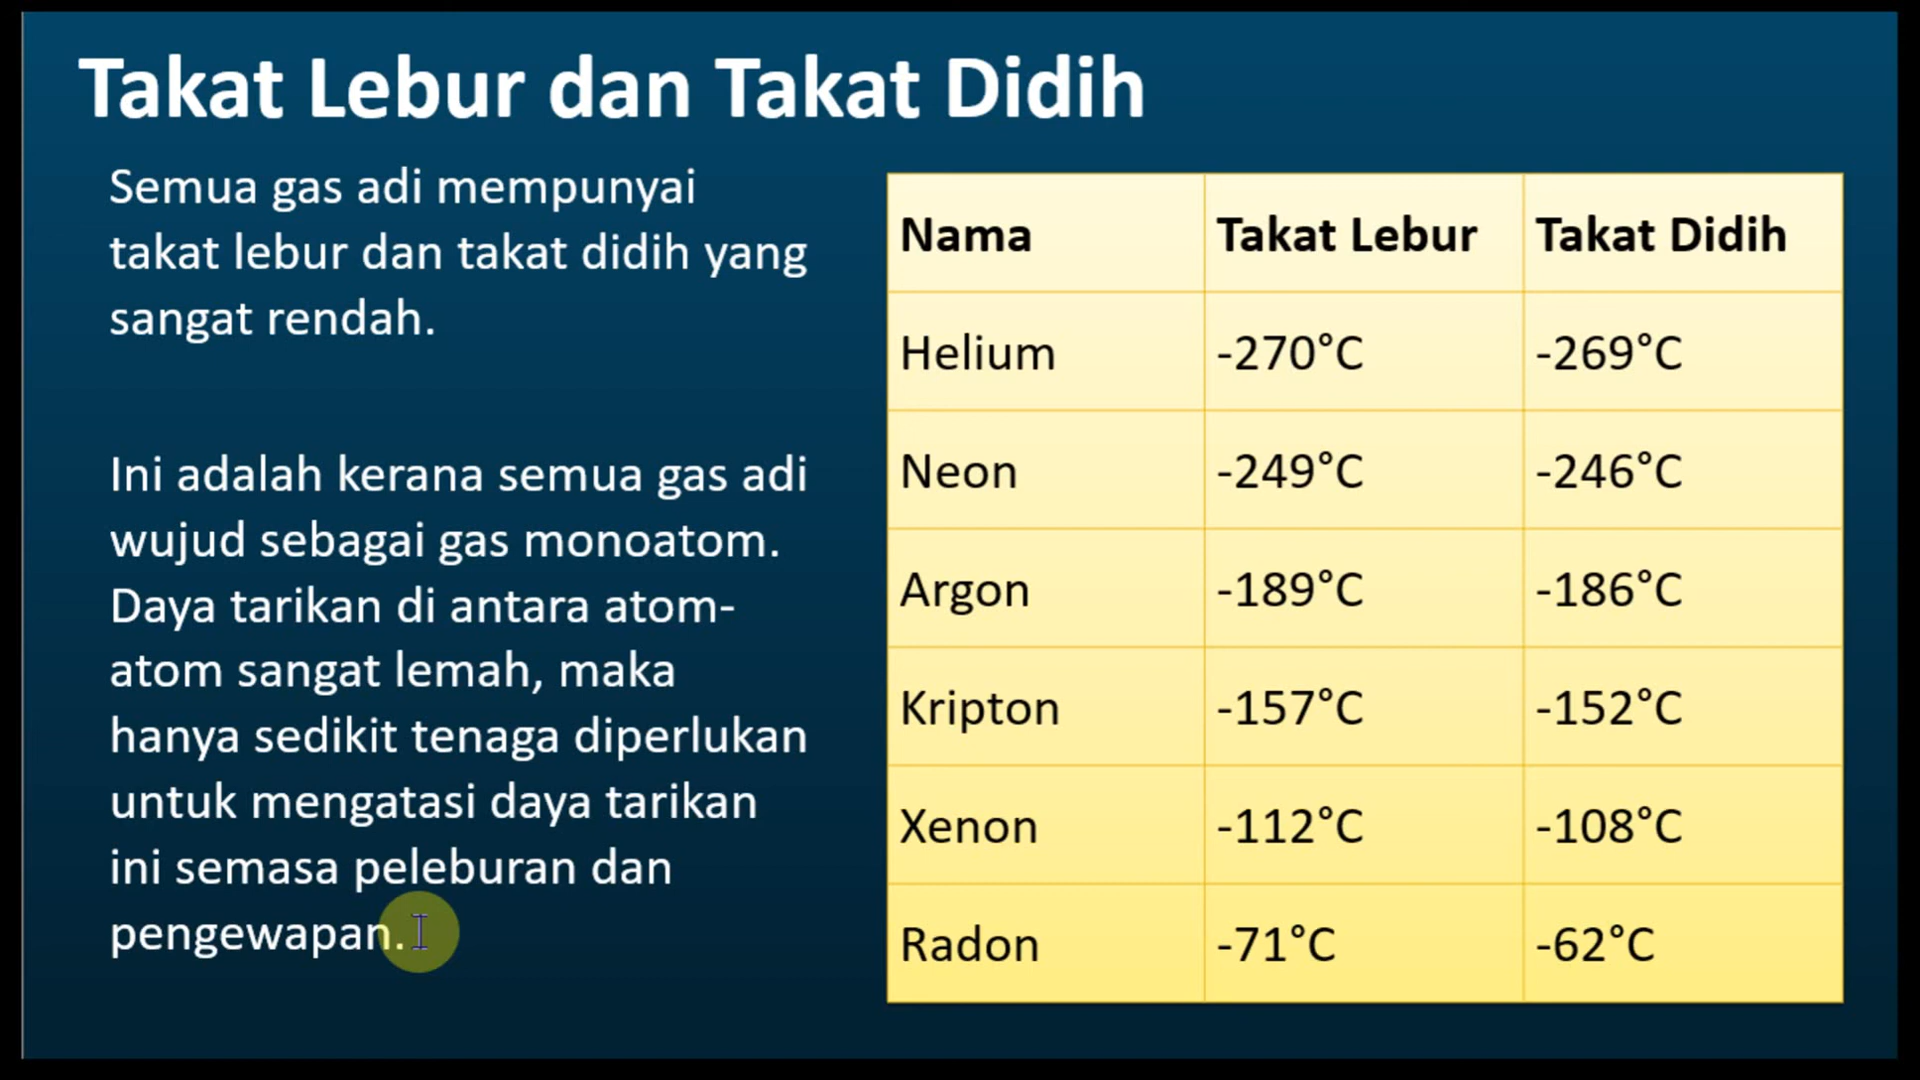 Takat Lebur dan Takat Didih
Semua gas adi mempunyai
takat lebur dan takat didih yang
sangat rendah.
Ini adalah kerana semua gas adi
wujud sebagai gas monoatom.
Daya tarikan di antara atom-
atom sangat lemah, maka
hanya sedikit tenaga diperlukan
untuk mengatasi daya tarikan
ini semasa peleburan dan
pengewapan.
Nama Takat Lebur Takat Didih
Helium -270°C -269°C
Neon -249°C -246°C
Argon -189°C -186°C
Kripton -157°C -152°C
Xenon -112°C -108°C
Radon -71°C -62°C